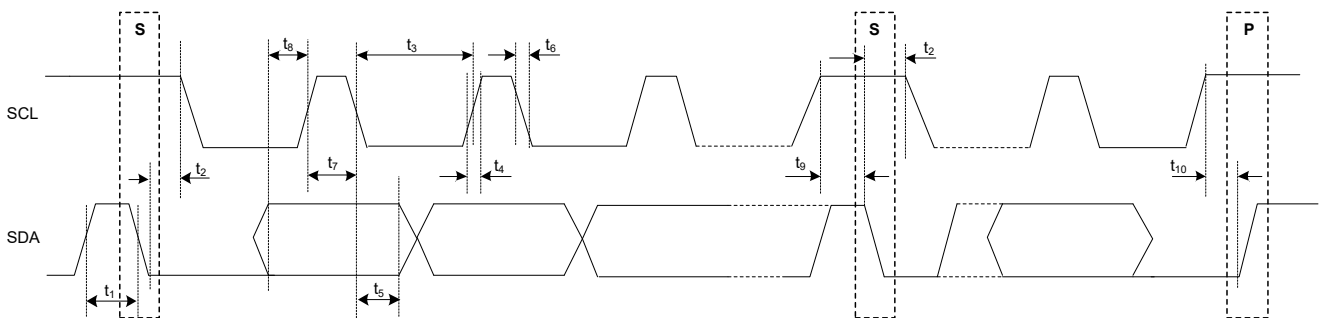 S
S
P
t₈
t₃
t₆
t₂
SCL
t₂
t₇
t₄
t₉
t₁₀
SDA
t₁
t₅